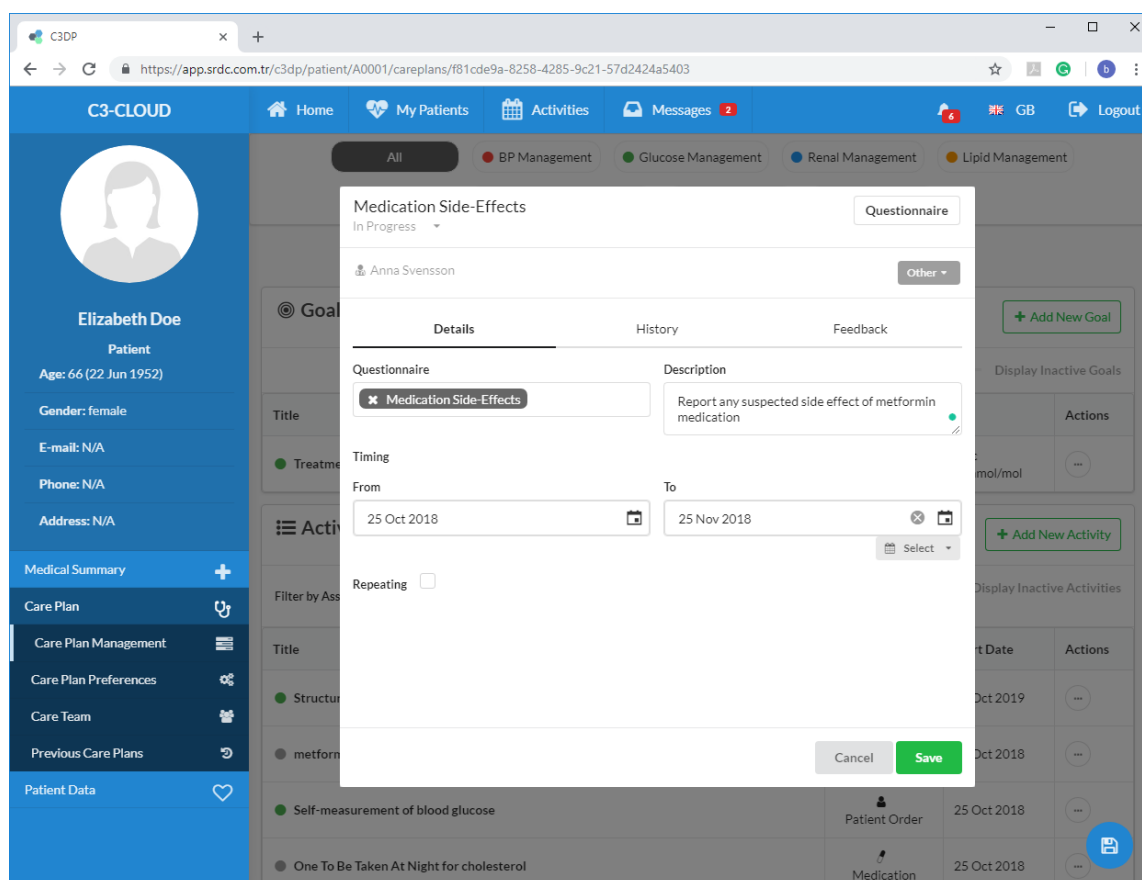 C3DP
https://app.srdc.com.tr/c3dp/patient/A0001/careplans/f81cde9a-8258-4285-9c21-57d2424a5403
C3-CLOUD
Home
My Patients
Activities
Messages 2
6
GB
Logout
All
BP Management
Glucose Management
Renal Management
Lipid Management
Elizabeth Doe
Patient
Age: 66 (22 Jun 1952)
Gender: female
E-mail: N/A
Phone: N/A
Address: N/A
Medical Summary
Care Plan
Care Plan Management
Care Plan Preferences
Care Team
Previous Care Plans
Patient Data
Medication Side-Effects
Questionnaire
In Progress
Anna Svensson
Other
Details
History
Feedback
Questionnaire
Description
Medication Side-Effects
Report any suspected side effect of metformin
medication
Timing
From
To
25 Oct 2018
25 Nov 2018
Select
Repeating
Cancel
Save
Goal
Add New Goal
Display Inactive Goals
Title
Actions
Treatme
mol/mol
Activ
Add New Activity
Filter by Ass
Display Inactive Activities
Title
rt Date
Actions
Structur
Oct 2019
metform
Oct 2018
Self-measurement of blood glucose
Patient Order
25 Oct 2018
One To Be Taken At Night for cholesterol
Medication
25 Oct 2018